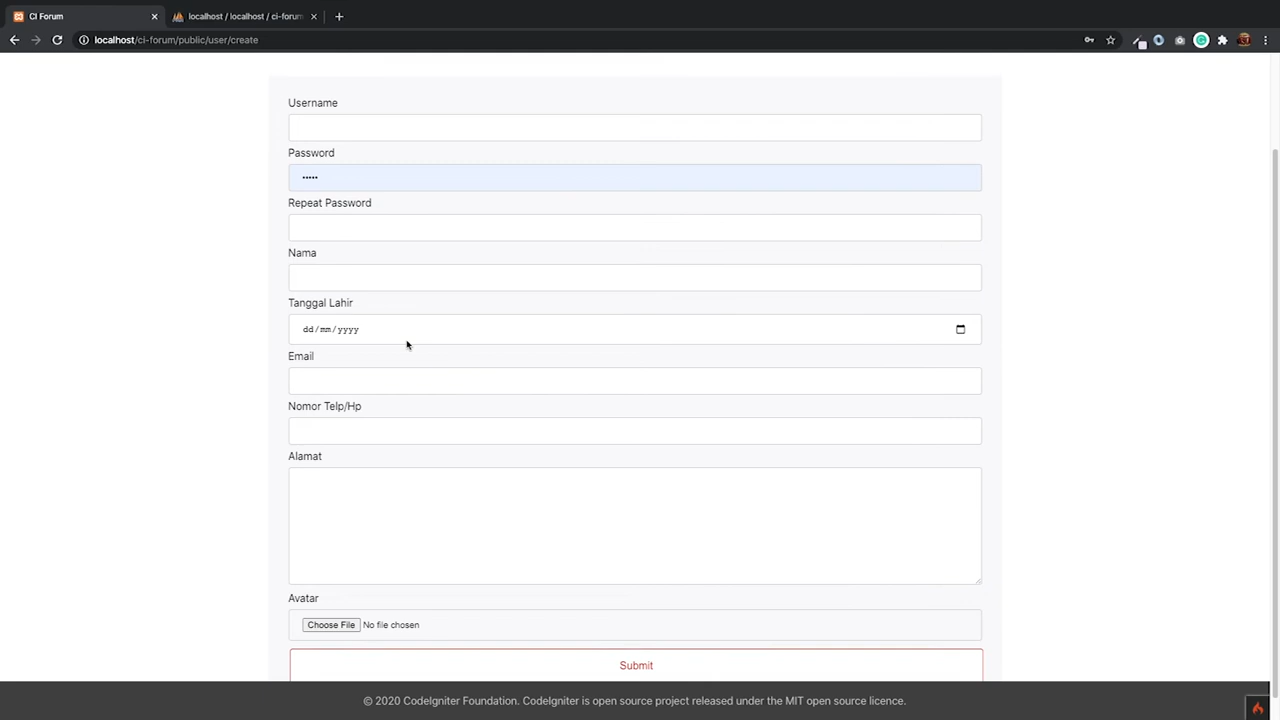 CI Forum
localhost / localhost / ci-forum
localhost/ci-forum/public/user/create
Username
Password
•••••
Repeat Password
Nama
Tanggal Lahir
dd/mm/yyyy
Email
Nomor Telp/Hp
Alamat
Avatar
Choose File No file chosen
Submit
© 2020 CodeIgniter Foundation. CodeIgniter is open source project released under the MIT open source licence.